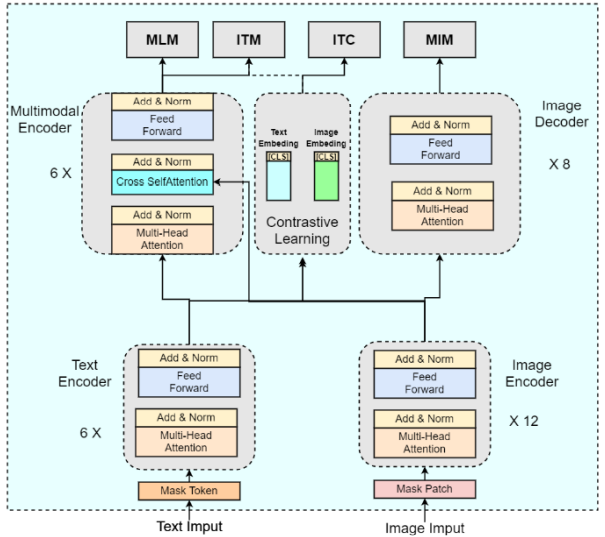 MLM
ITM
ITC
MIM
Multimodal
Encoder
6 X
Add & Norm
Feed
Forward
Add & Norm
Cross SelfAttention
Add & Norm
Multi-Head
Attention
Text
Embeding
[CLS]
Image
Embeding
[CLS]
Contrastive
Learning
Image
Decoder
X 8
Add & Norm
Feed
Forward
Add & Norm
Multi-Head
Attention
Text
Encoder
6 X
Add & Norm
Feed
Forward
Add & Norm
Multi-Head
Attention
Mask Token
Text Imput
Image
Encoder
X 12
Add & Norm
Feed
Forward
Add & Norm
Multi-Head
Attention
Mask Patch
Image Imput